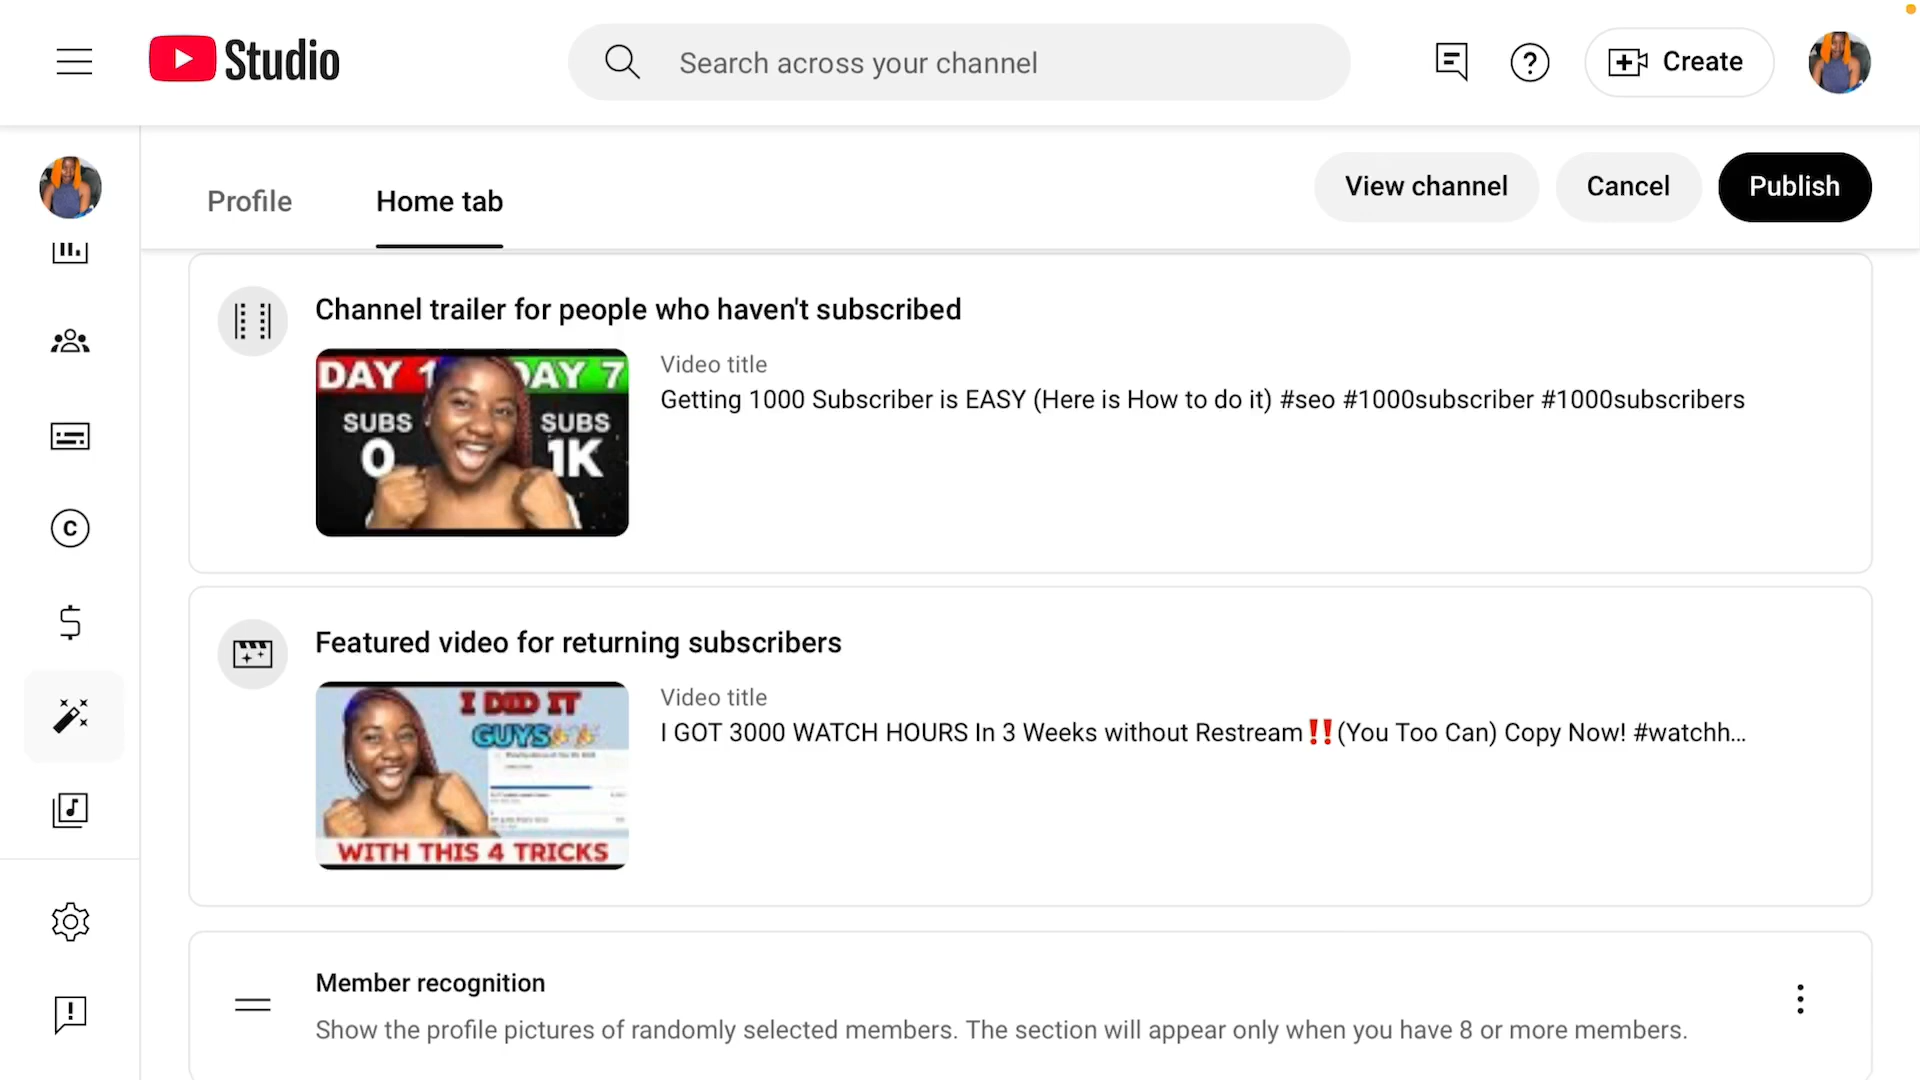 Studio
Search across your channel
Create
Profile
Home tab
View channel
Cancel
Publish
Channel trailer for people who haven't subscribed
DAY 1 DAY 7
SUBS SUBS
0 1K
Video title
Getting 1000 Subscriber is EASY (Here is How to do it) #seo #1000subscriber #1000subscribers
Featured video for returning subscribers
I DID IT
GUYS🎉🎉
WITH THIS 4 TRICKS
Video title
I GOT 3000 WATCH HOURS In 3 Weeks without Restream‼️(You Too Can) Copy Now! #watchh...
Member recognition
Show the profile pictures of randomly selected members. The section will appear only when you have 8 or more members.